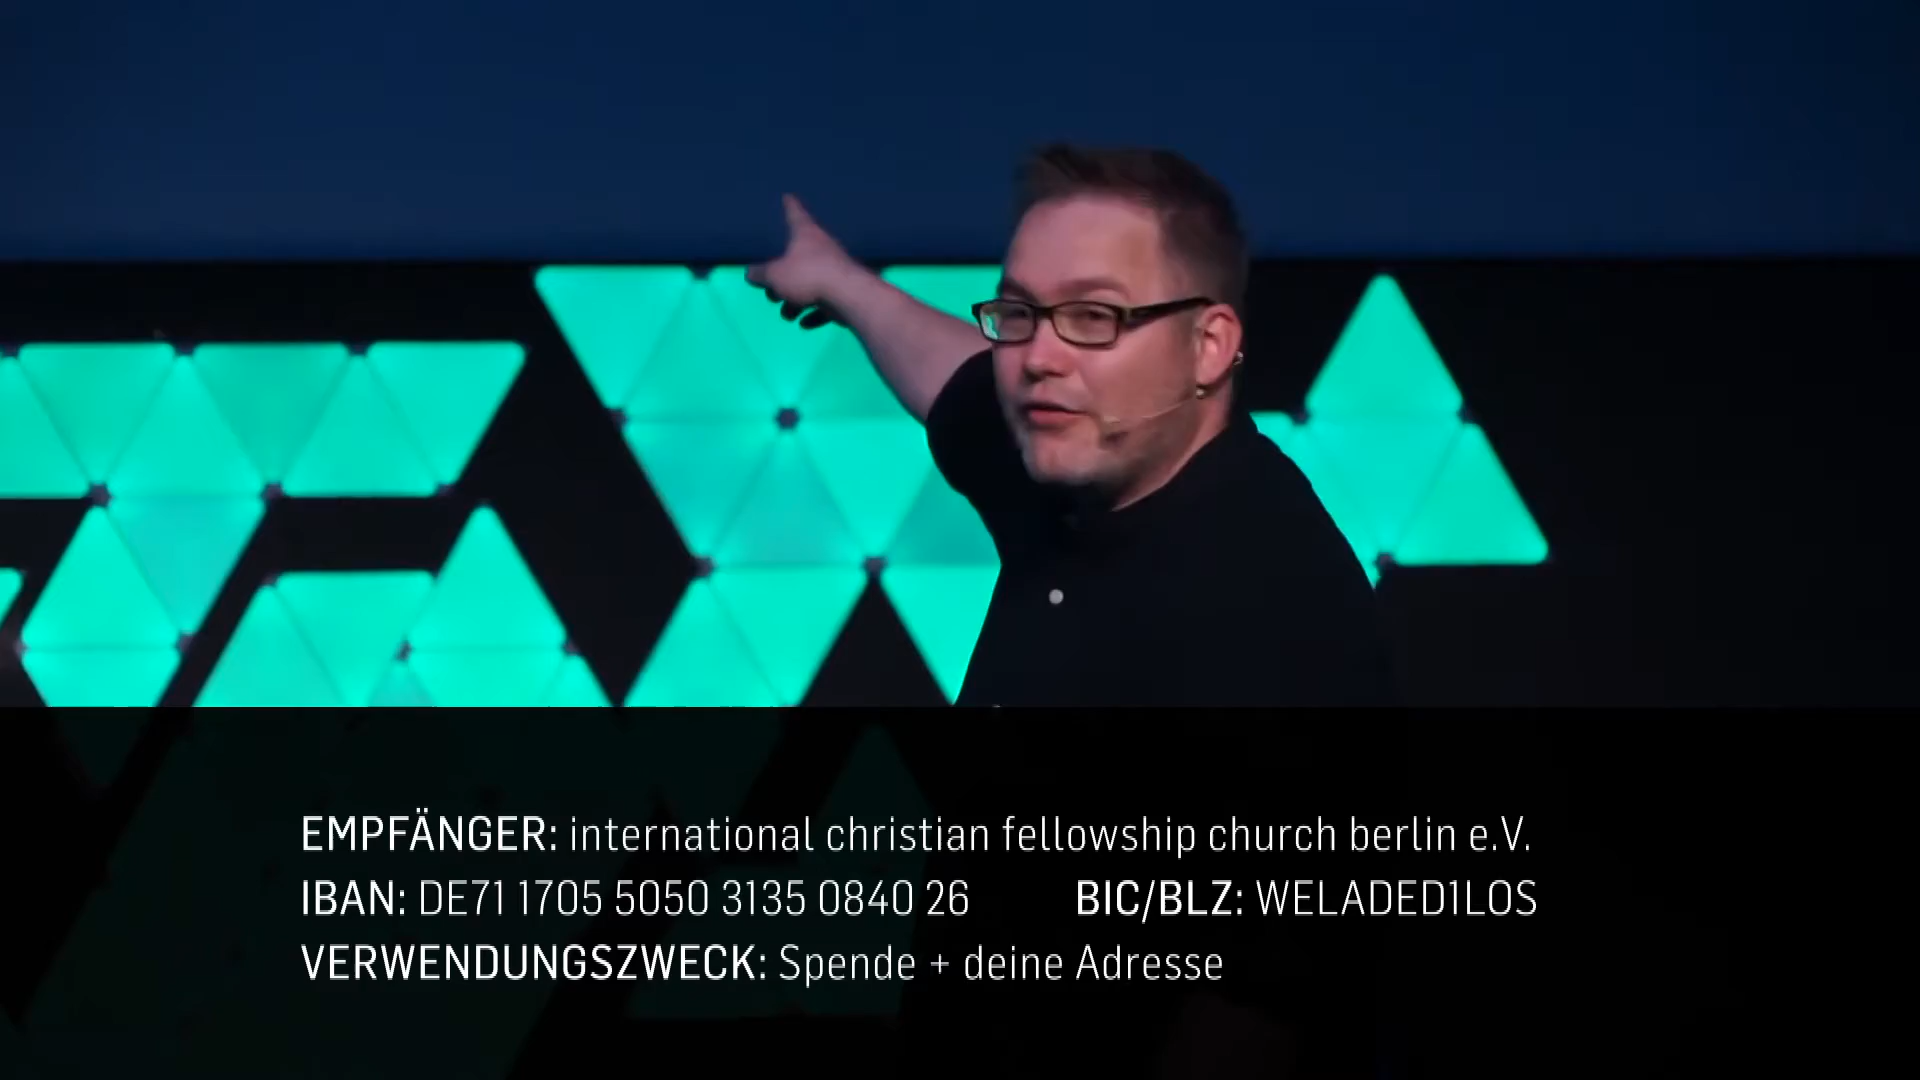 EMPFÄNGER: international christian fellowship church berlin e.V.
IBAN: DE71 1705 5050 3135 0840 26 BIC/BLZ: WELADED1LOS
VERWENDUNGSZWECK: Spende + deine Adresse